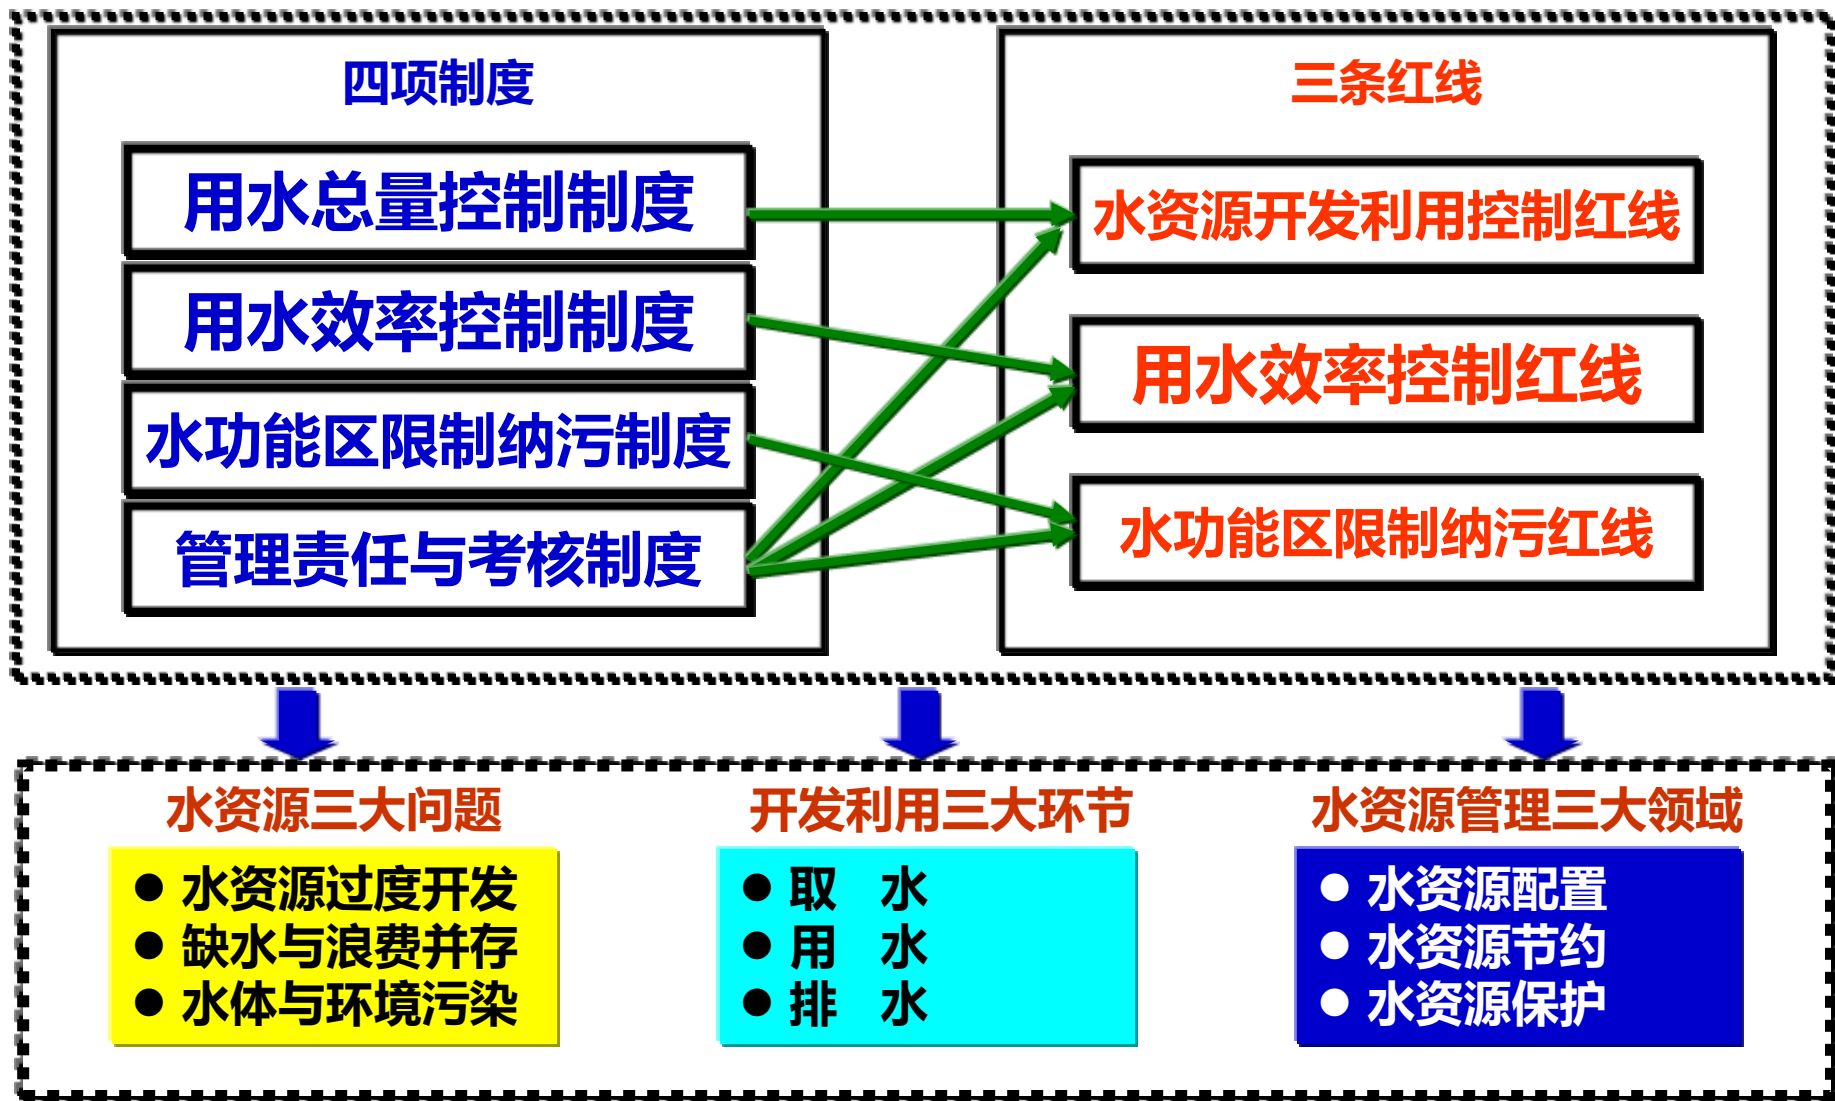 四项制度
用水总量控制制度
用水效率控制制度
水功能区限制纳污制度
管理责任与考核制度
三条红线
水资源开发利用控制红线
用水效率控制红线
水功能区限制纳污红线
水资源三大问题
● 水资源过度开发
● 缺水与浪费并存
● 水体与环境污染
开发利用三大环节
● 取 水
● 用 水
● 排 水
水资源管理三大领域
● 水资源配置
● 水资源节约
● 水资源保护